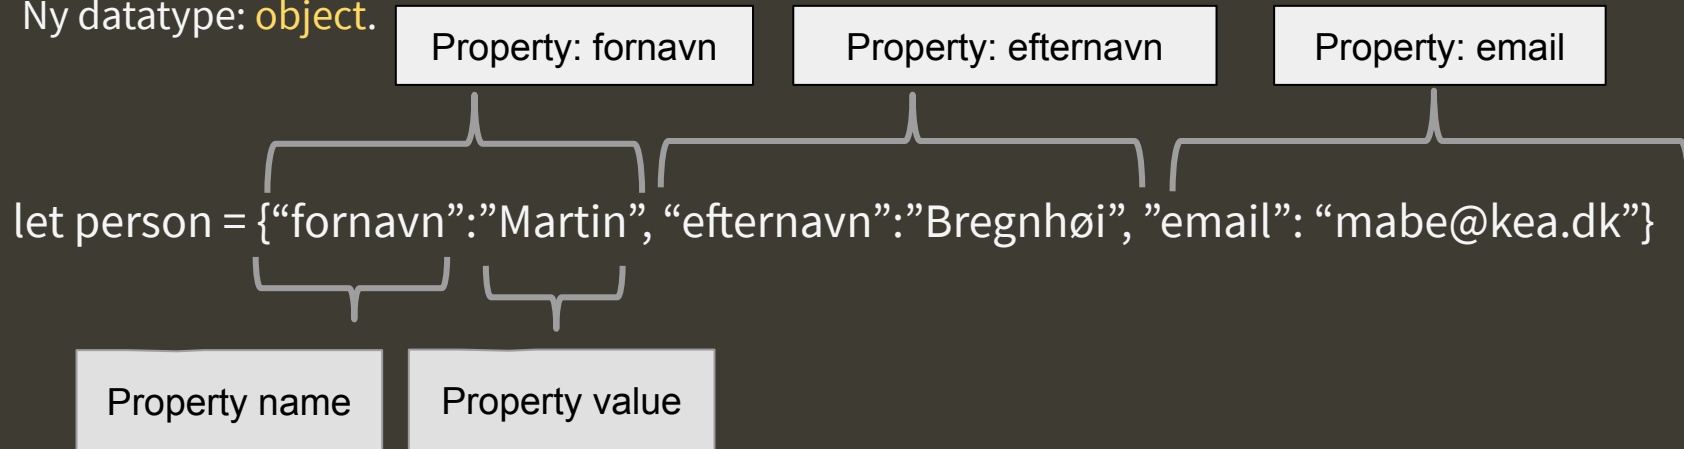 Ny datatype: object.
Property: fornavn
Property: efternavn
Property: email
let person = {“fornavn”:”Martin”, “efternavn”:”Bregnhøi”, ”email”: “mabe@kea.dk”}
Property name
Property value